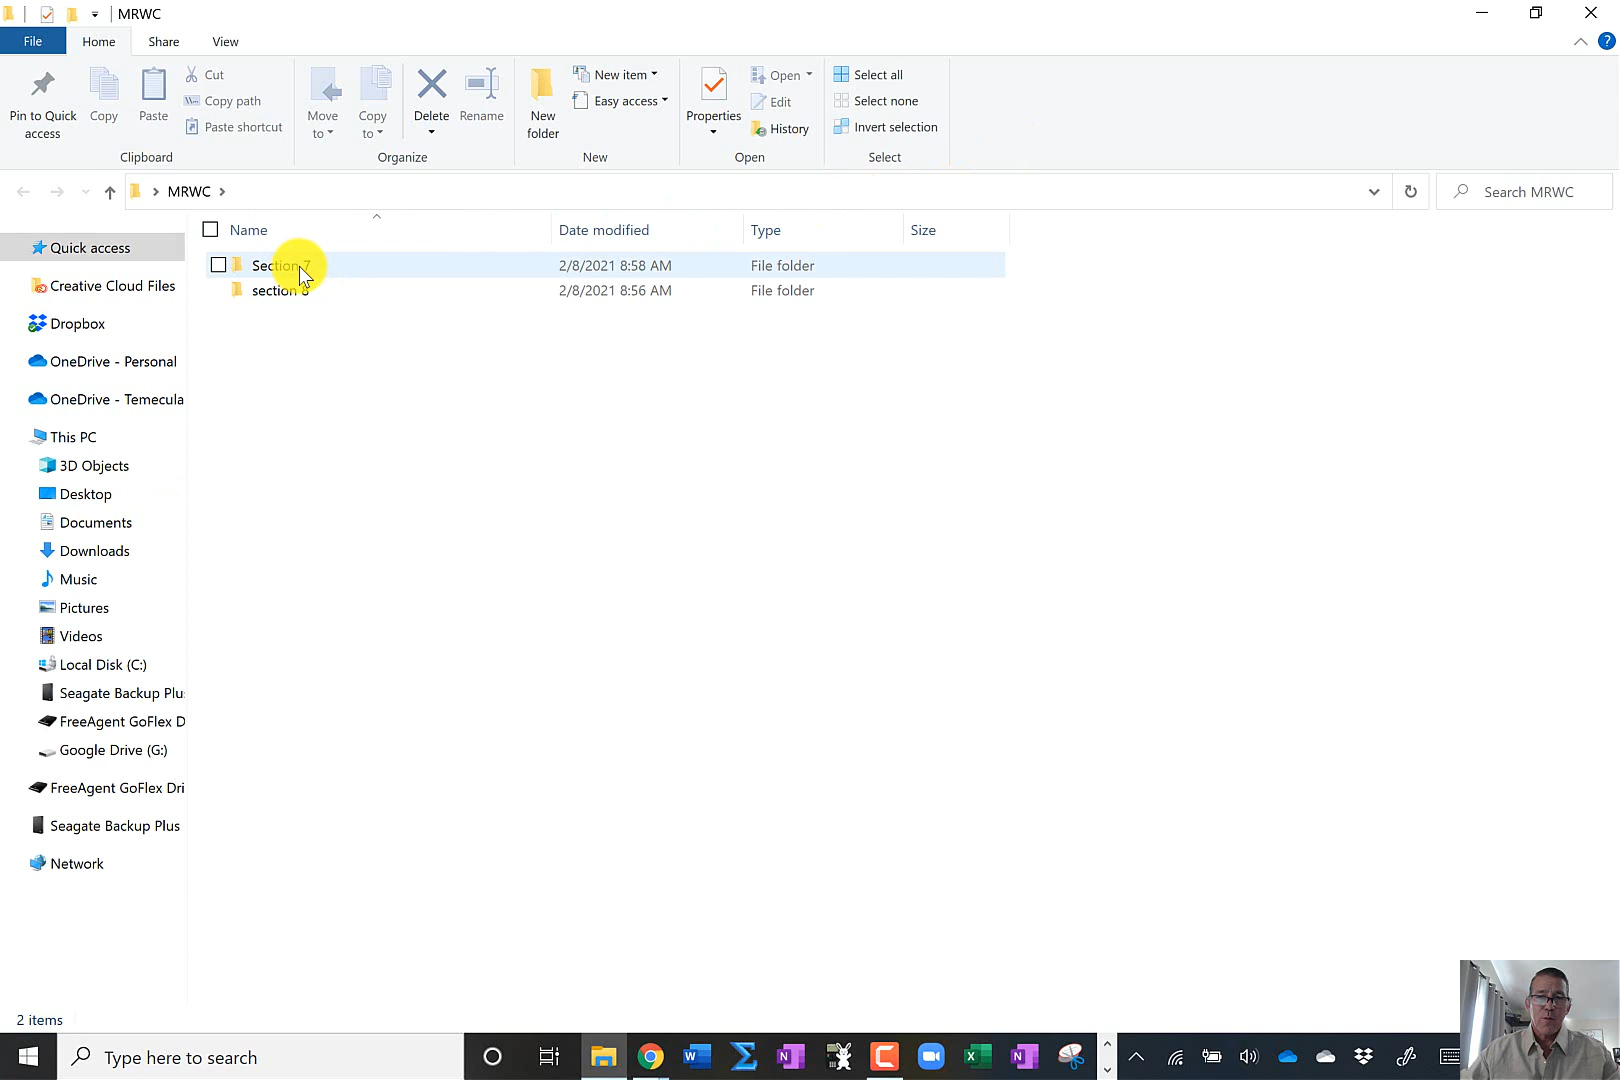 MRWC
File Home Share View
Pin to Quick access
Copy
Paste
Cut
Copy path
Paste shortcut
Clipboard
Move to
Copy to
Delete
Rename
Organize
New folder
New item
Easy access
New
Properties
Open
Edit
History
Open
Select all
Select none
Invert selection
Select
MRWC
Search MRWC
Name Date modified Type Size
Section 7 2/8/2021 8:58 AM File folder
section 8 2/8/2021 8:56 AM File folder
Quick access
Creative Cloud Files
Dropbox
OneDrive - Personal
OneDrive - Temecula
This PC
3D Objects
Desktop
Documents
Downloads
Music
Pictures
Videos
Local Disk (C:)
Seagate Backup Plu
FreeAgent GoFlex D
Google Drive (G:)
FreeAgent GoFlex Dri
Seagate Backup Plus
Network
2 items
Type here to search